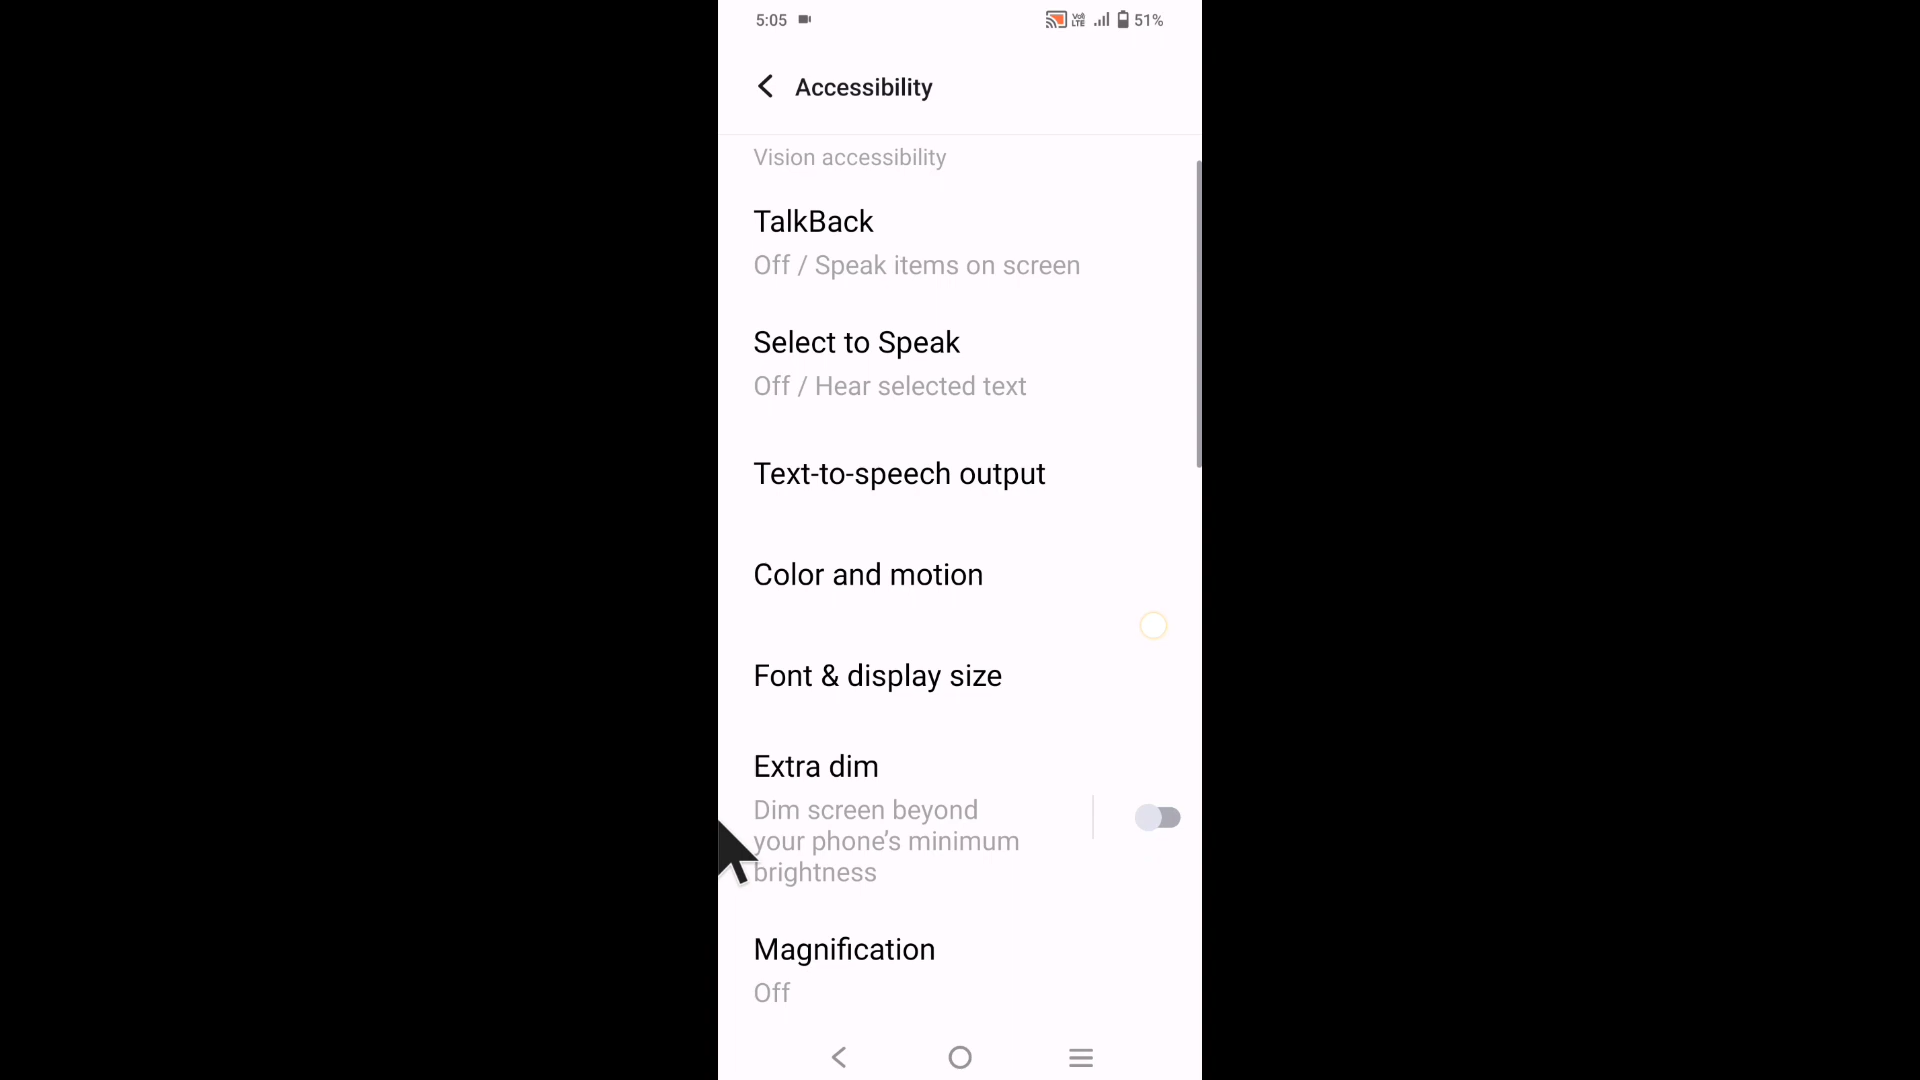 5:05
Vo) LTE 51%
Accessibility
Vision accessibility
TalkBack
Off / Speak items on screen
Select to Speak
Off / Hear selected text
Text-to-speech output
Color and motion
Font & display size
Extra dim
Dim screen beyond
your phone’s minimum
brightness
Magnification
Off